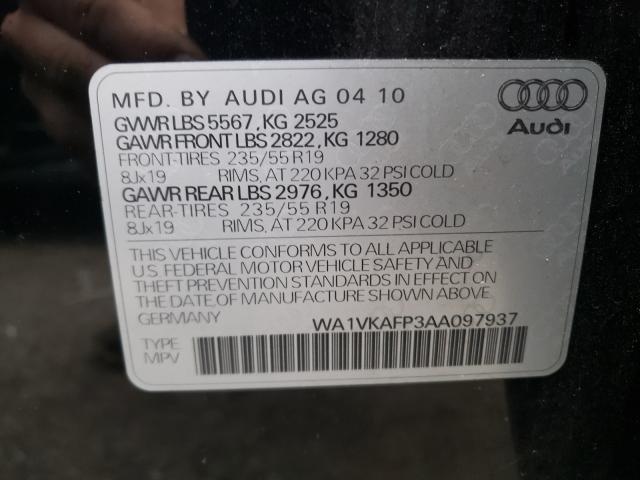 MFD. BY AUDI AG 04 10
GVWR LBS 5567, KG 2525
GAWR FRONT LBS 2822, KG 1280
FRONT-TIRES 235/55 R19
8Jx19 RIMS, AT 220 KPA 32 PSI COLD
GAWR REAR LBS 2976, KG 1350
REAR-TIRES 235/55 R19
8Jx19 RIMS, AT 220 KPA 32 PSI COLD
Audi
THIS VEHICLE CONFORMS TO ALL APPLICABLE
U.S FEDERAL MOTOR VEHICLE SAFETY AND
THEFT PREVENTION STANDARDS IN EFFECT ON
THE DATE OF MANUFACTURE SHOWN ABOVE.
GERMANY WA1VKAFP3AA097937
TYPE
MPV